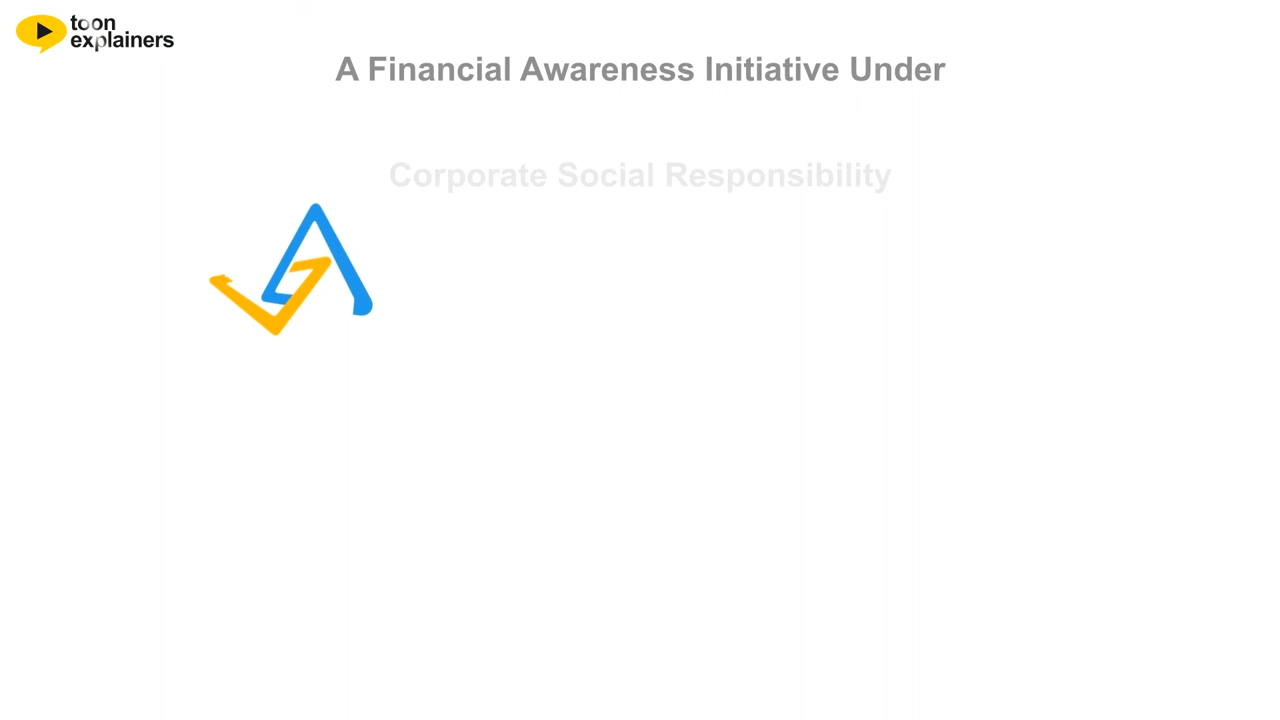 toon
explainers
A Financial Awareness Initiative Under
Corporate Social Responsibility